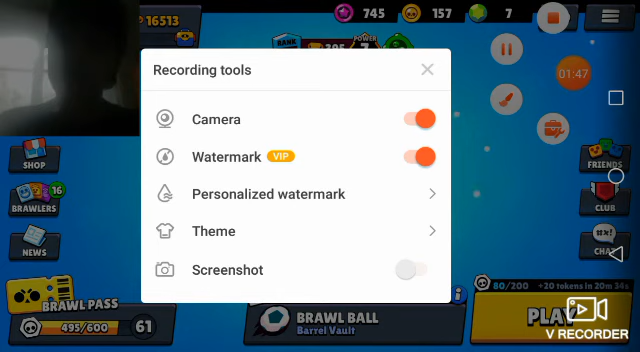 16513
745
157
7
RANK
395
POWER
7
01:47
Recording tools
Camera
Watermark VIP
Personalized watermark
Theme
Screenshot
SHOP
BRAWLERS
16
NEWS
FRIENDS
CLUB
#x!
CHAT
BRAWL PASS
495/600
61
BRAWL BALL
Barrel Vault
i
80/200
+20 tokens in 20m 34s
PLAY
V RECORDER